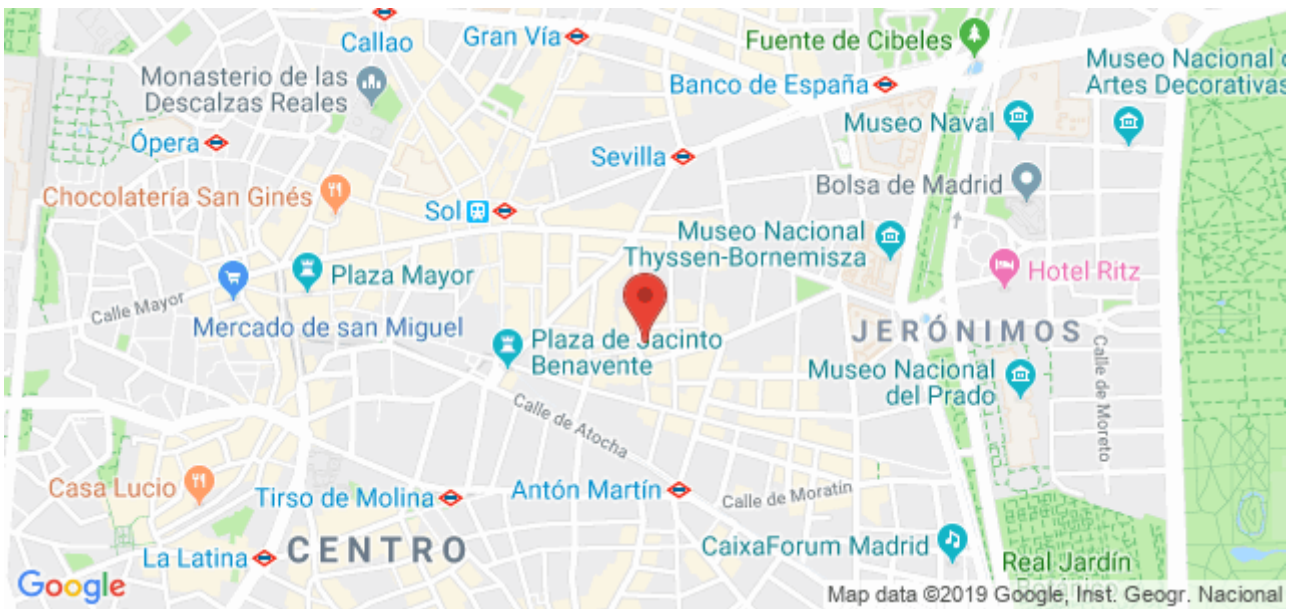 Callao
Gran Vía
Fuente de Cibeles
Museo Nacional
Artes Decorativas
Monasterio de las
Descalzas Reales
Banco de España
Museo Naval
Ópera
Sevilla
Bolsa de Madrid
Chocolatería San Ginés
Sol
Museo Nacional
Thyssen-Bornemisza
Plaza Mayor
Hotel Ritz
Calle Mayor
Mercado de san Miguel
JERÓNIMOS
Plaza de Jacinto
Benavente
Museo Nacional
del Prado
Calle de Moreto
Calle de Atocha
Casa Lucio
Tirso de Molina
Antón Martín
Calle de Moratín
La Latina
CENTRO
CaixaForum Madrid
Real Jardín
Google
Map data ©2019 Google, Inst. Geogr. Nacional